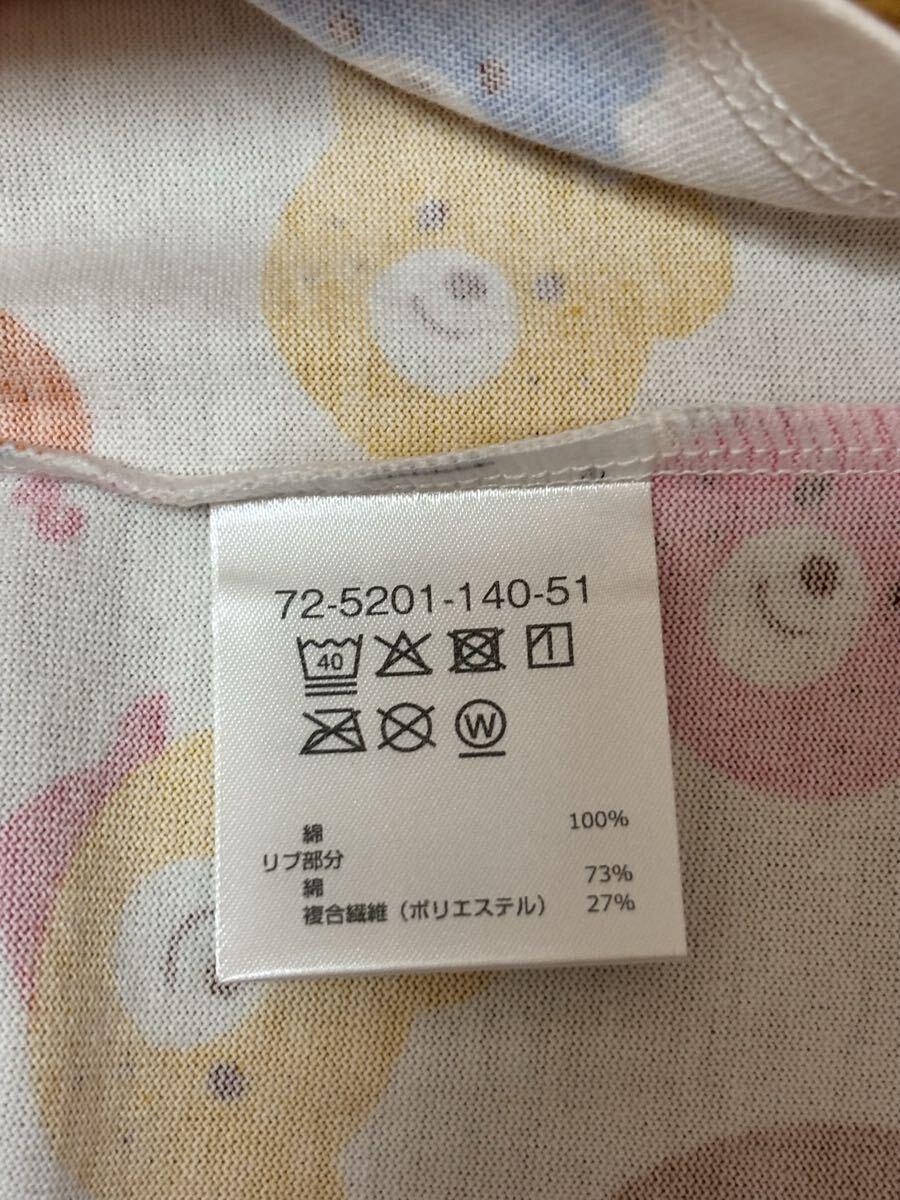 72-5201-140-51
40
W
綿 100%
リブ部分
綿 73%
複合繊維（ポリエステル） 27%